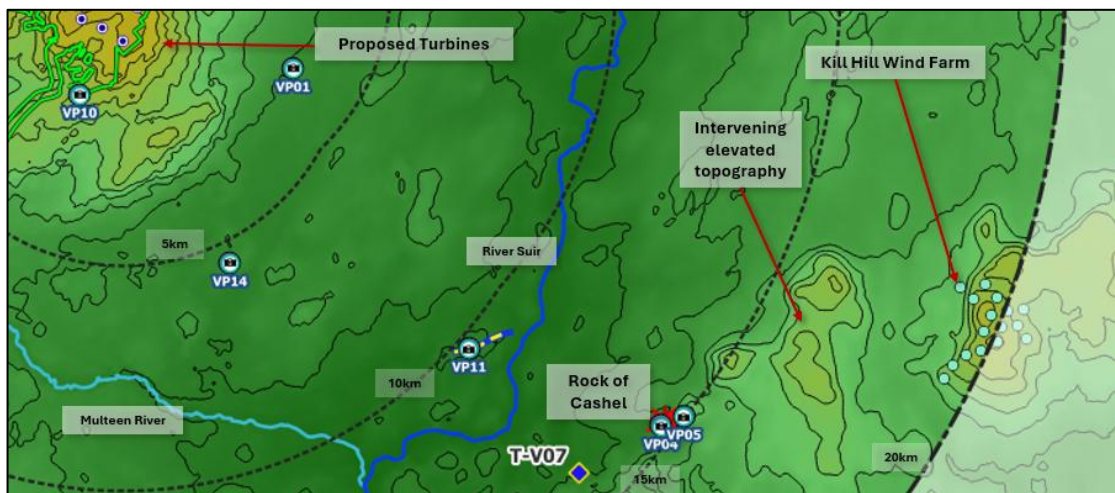 Proposed Turbines
VP10
VP01
Kill Hill Wind Farm
Intervening
elevated
topography
5km
River Suir
VP14
10km
VP11
Rock of
Cashel
Multeen River
VP04
VP05
T-V07
15km
20km